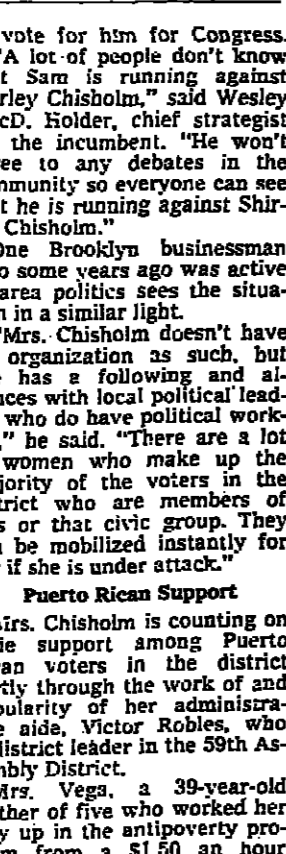 vote for him for Congress.
"A lot of people don't know
t Sam is running against
rley Chisholm," said Wesley
cD. Holder, chief strategist
the incumbent. "He won't
ee to any debates in the
mmunity so everyone can see
t he is running against Shir-
Chisholm."
One Brooklyn businessman
o some years ago was active
area politics sees the situa-
n in a similar light.
"Mrs. Chisholm doesn't have
organization as such, but
has a following and al-
nces with local political lead-
who do have political work-
," he said. "There are a lot
women who make up the
jority of the voters in the
trict who are members of
s or that civic group. They
n be mobilized instantly for
if she is under attack."
Puerto Rican Support
Mrs. Chisholm is counting on
ne support among Puerto
an voters in the district
rtly through the work of and
pularity of her administra-
e aide, Victor Robles, who
district leader in the 59th As-
mbly District.
Mrs. Vega, a 39-year-old
ther of five who worked her
y up in the antipoverty pro-
m from a $1.50 an hour